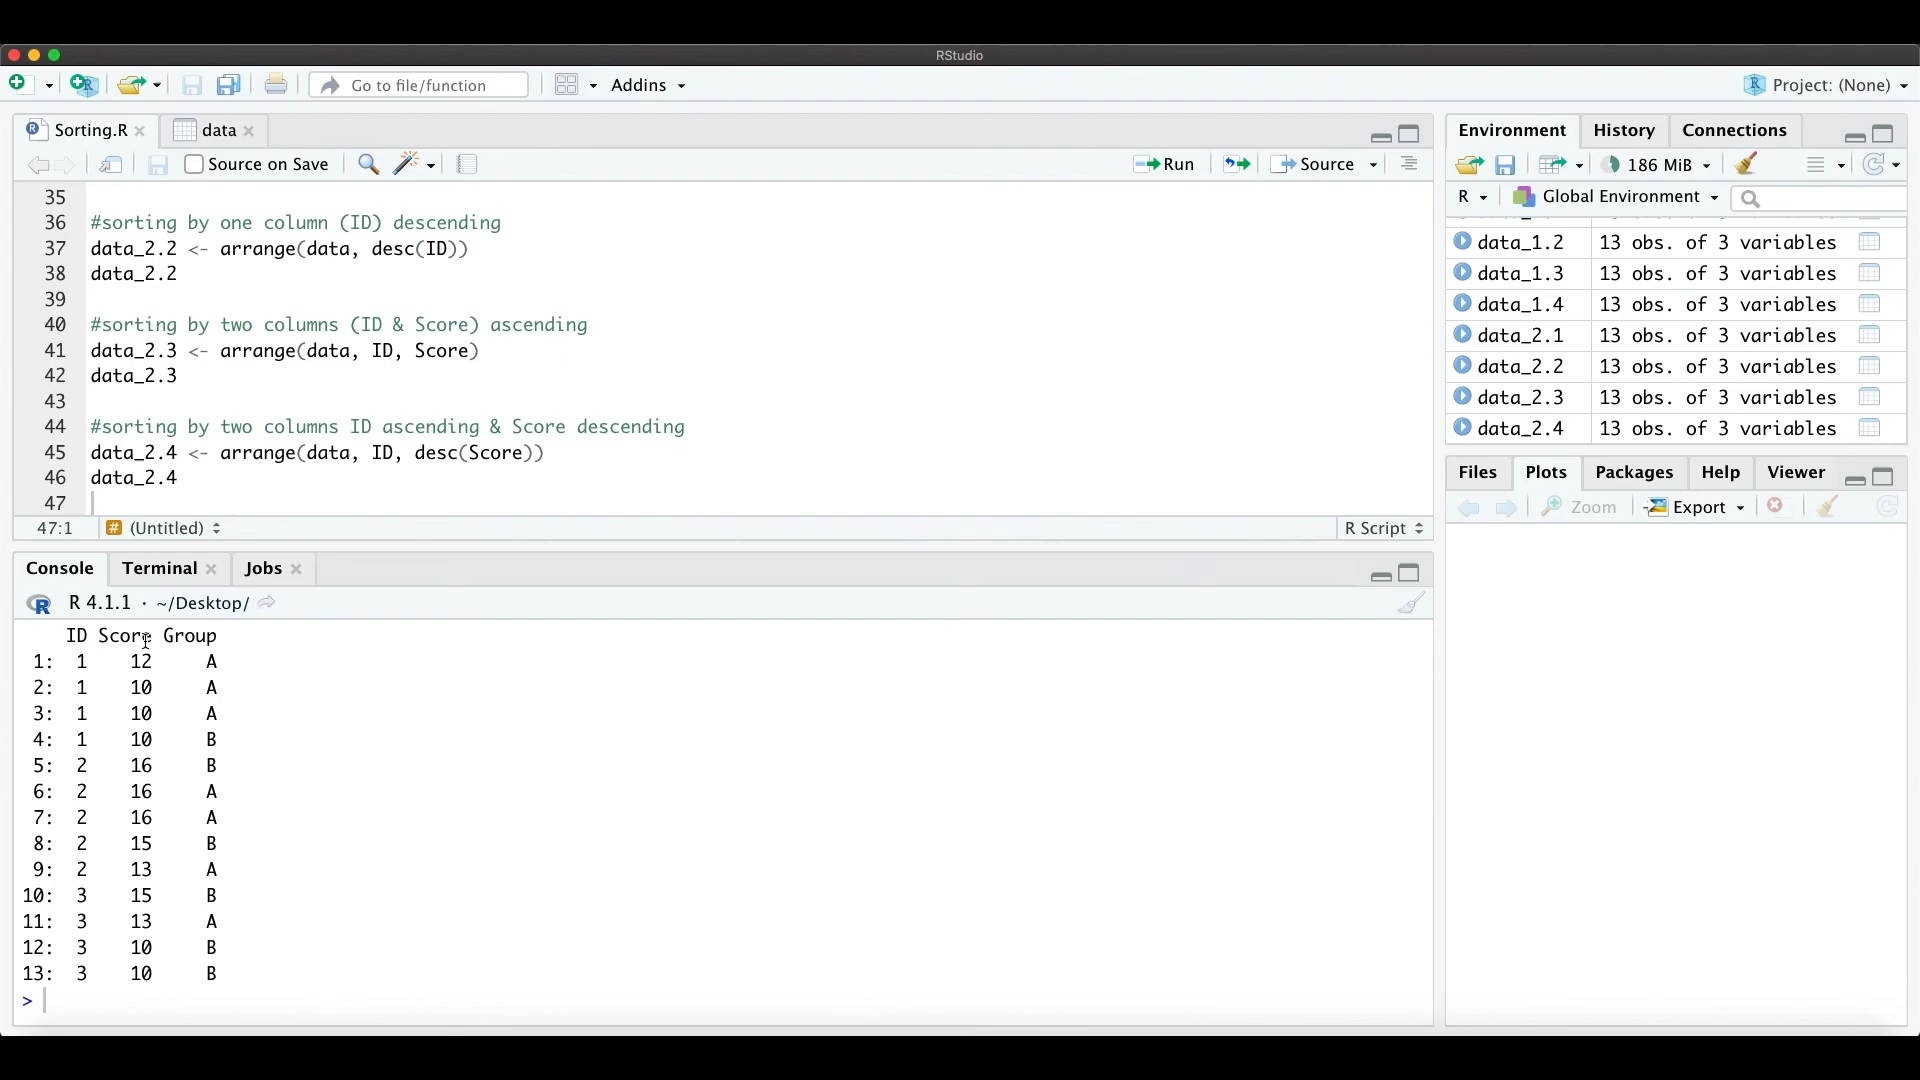 RStudio
Go to file/function
Addins
Project: (None)
Sorting.R
data
Source on Save
Run
Source
35
36 #sorting by one column (ID) descending
37 data_2.2 <- arrange(data, desc(ID))
38 data_2.2
39
40 #sorting by two columns (ID & Score) ascending
41 data_2.3 <- arrange(data, ID, Score)
42 data_2.3
43
44 #sorting by two columns ID ascending & Score descending
45 data_2.4 <- arrange(data, ID, desc(Score))
46 data_2.4
47
47:1
# (Untitled)
R Script
Console
Terminal
Jobs
R 4.1.1 · ~/Desktop/
ID Score Group
1: 1 12 A
2: 1 10 A
3: 1 10 A
4: 1 10 B
5: 2 16 B
6: 2 16 A
7: 2 16 A
8: 2 15 B
9: 2 13 A
10: 3 15 B
11: 3 13 A
12: 3 10 B
13: 3 10 B
>
Environment
History
Connections
186 MiB
R
Global Environment
data_1.2 13 obs. of 3 variables
data_1.3 13 obs. of 3 variables
data_1.4 13 obs. of 3 variables
data_2.1 13 obs. of 3 variables
data_2.2 13 obs. of 3 variables
data_2.3 13 obs. of 3 variables
data_2.4 13 obs. of 3 variables
Files
Plots
Packages
Help
Viewer
Zoom
Export